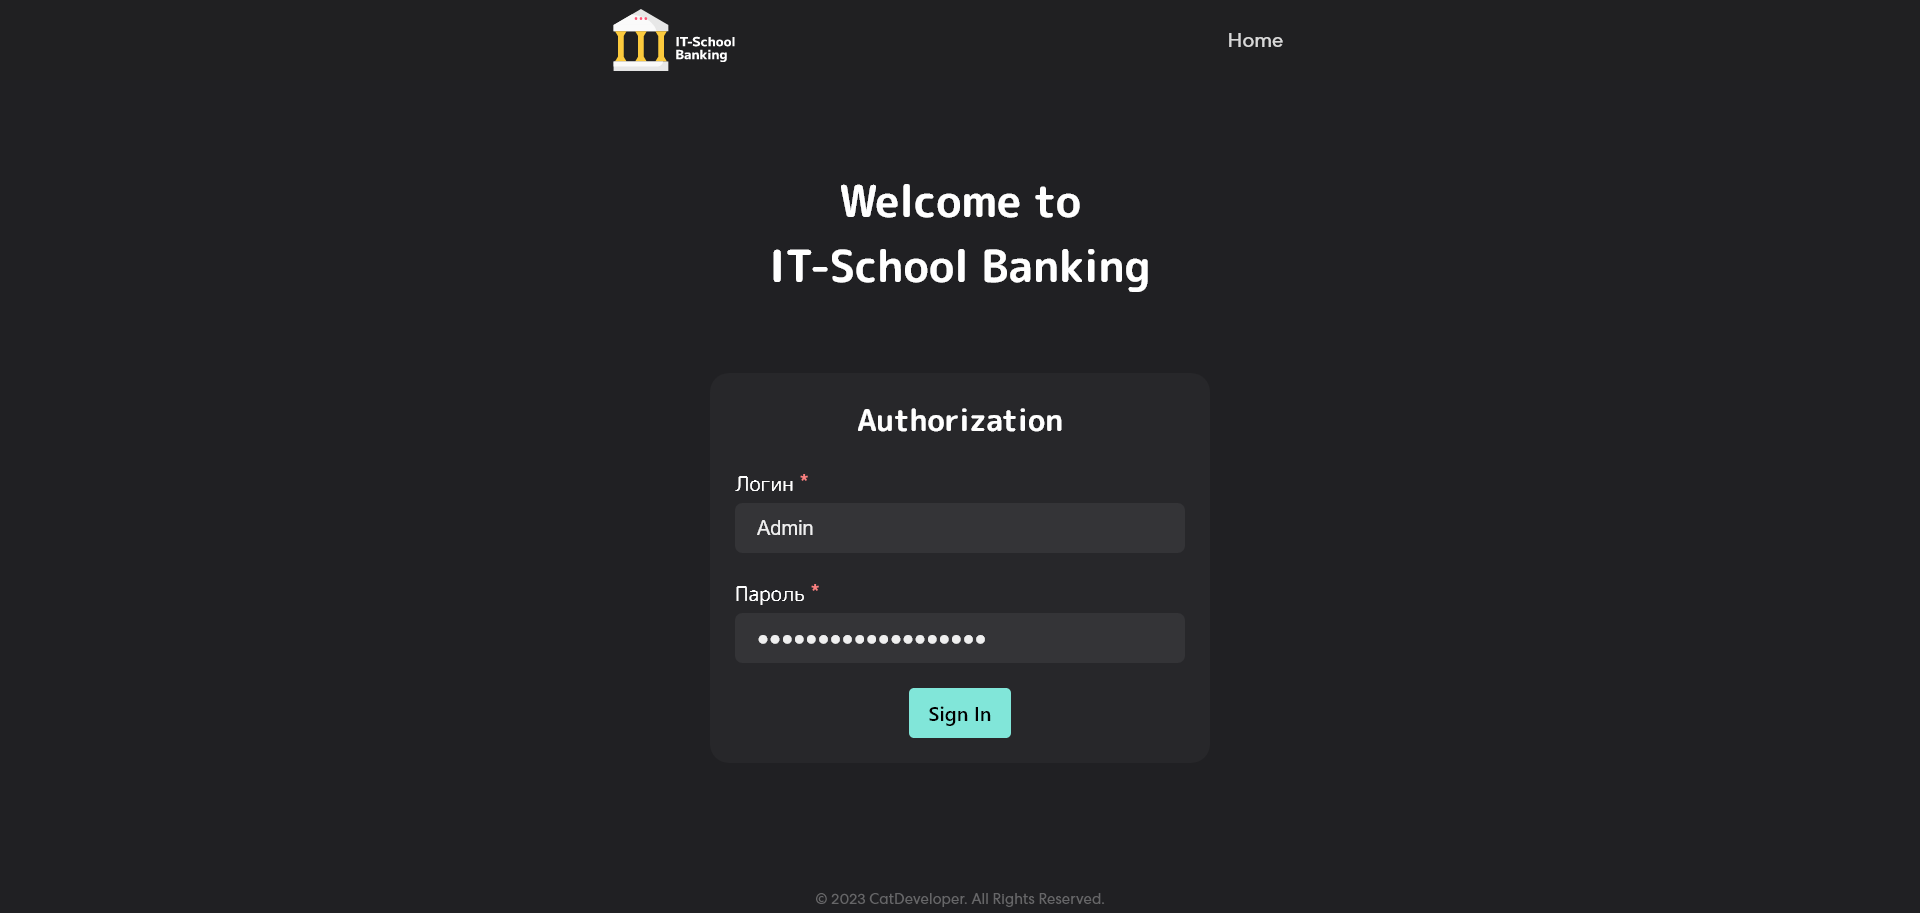 IT-School
Banking
Home
Welcome to
IT-School Banking
Authorization
Логин *
Admin
Пароль *
●●●●●●●●●●●●●●●●●●●
Sign In
© 2023 CatDeveloper. All Rights Reserved.